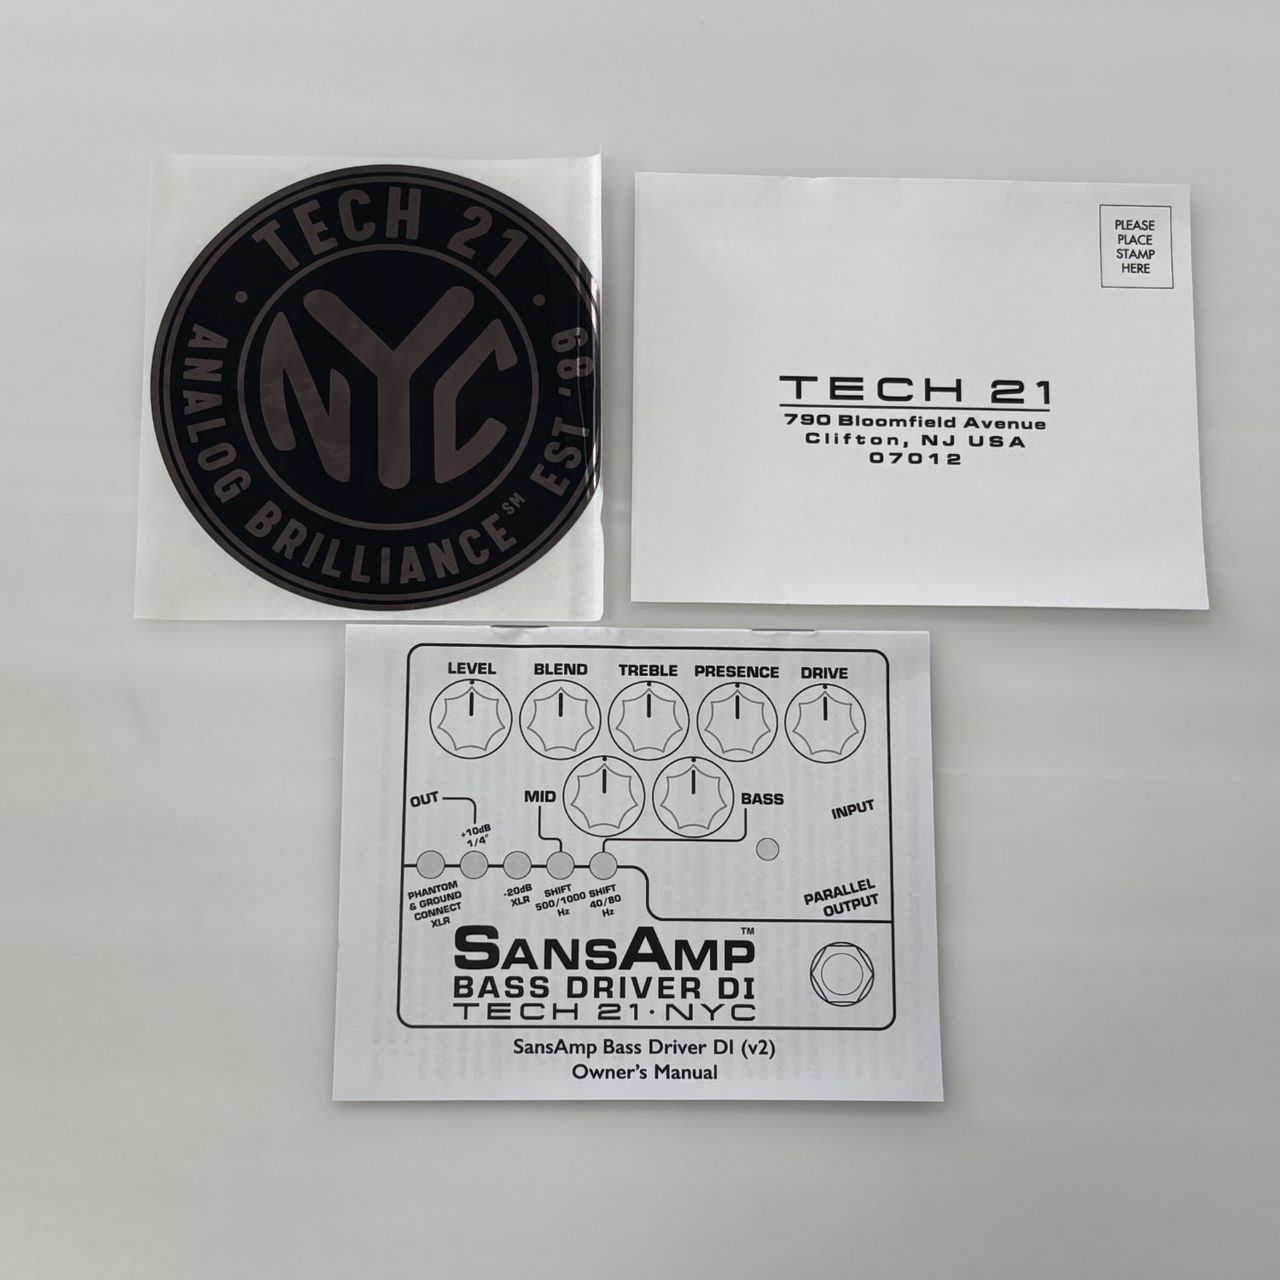 TECH 21
NYC
ANALOG BRILLIANCE℠ EST. '89
PLEASE
PLACE
STAMP
HERE
TECH 21
790 Bloomfield Avenue
Clifton, NJ USA
07012
LEVEL BLEND TREBLE PRESENCE DRIVE
MID BASS
OUT
+10dB
1/4"
INPUT
PHANTOM
& GROUND
CONNECT
XLR
-20dB
XLR
SHIFT
500/1000
Hz
SHIFT
40/80
Hz
PARALLEL
OUTPUT
SANSAMP™
BASS DRIVER DI
TECH 21·NYC
SansAmp Bass Driver DI (v2)
Owner's Manual